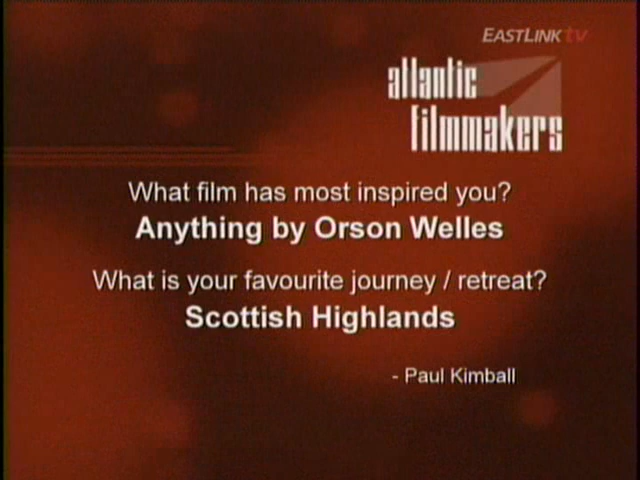 EASTLINK tv
atlantic
filmmakers
What film has most inspired you?
Anything by Orson Welles
What is your favourite journey / retreat?
Scottish Highlands
- Paul Kimball